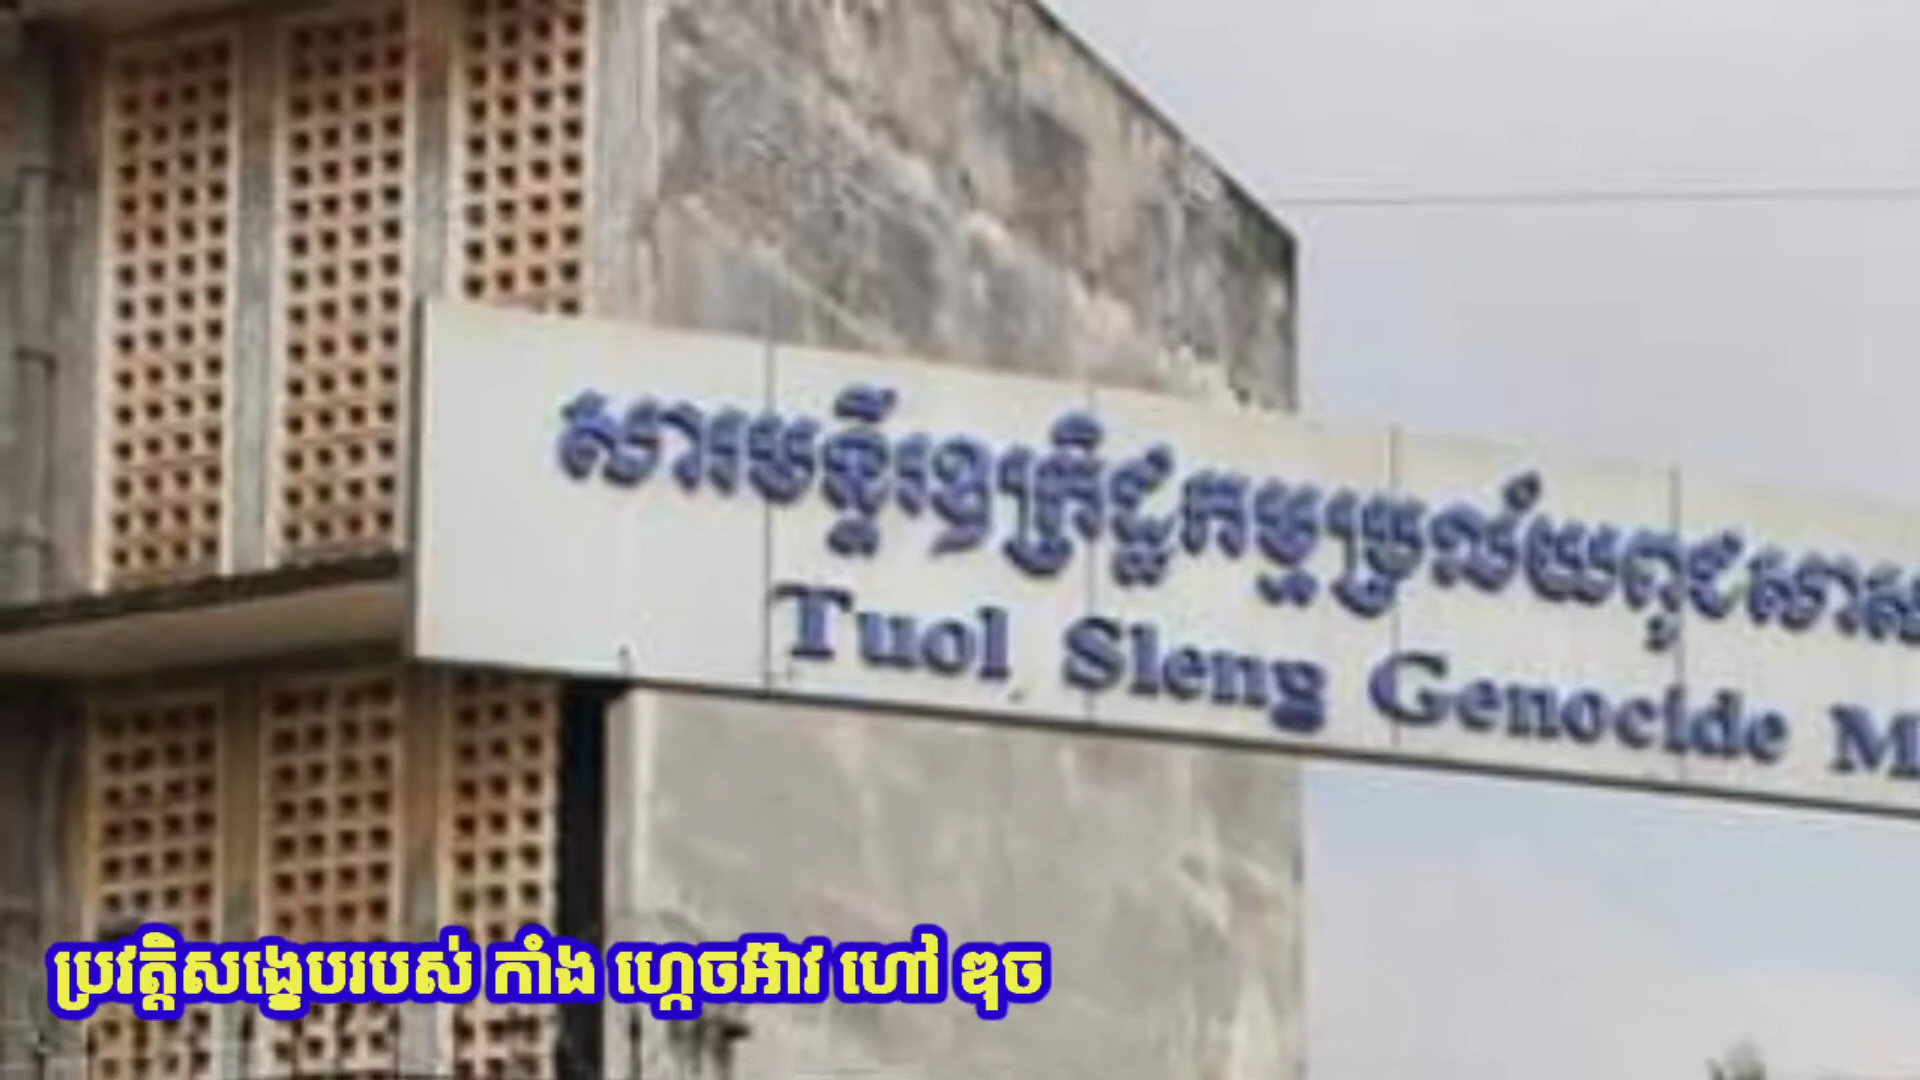 សារមន្ទីរឧក្រិដ្ឋកម្មប្រល័យពូជសាស
Tuol Sleng Genocide M
ប្រវត្តិសង្ខេបរបស់ កាំង ហ្កេចអ៊ាវ ហៅ ឌុច